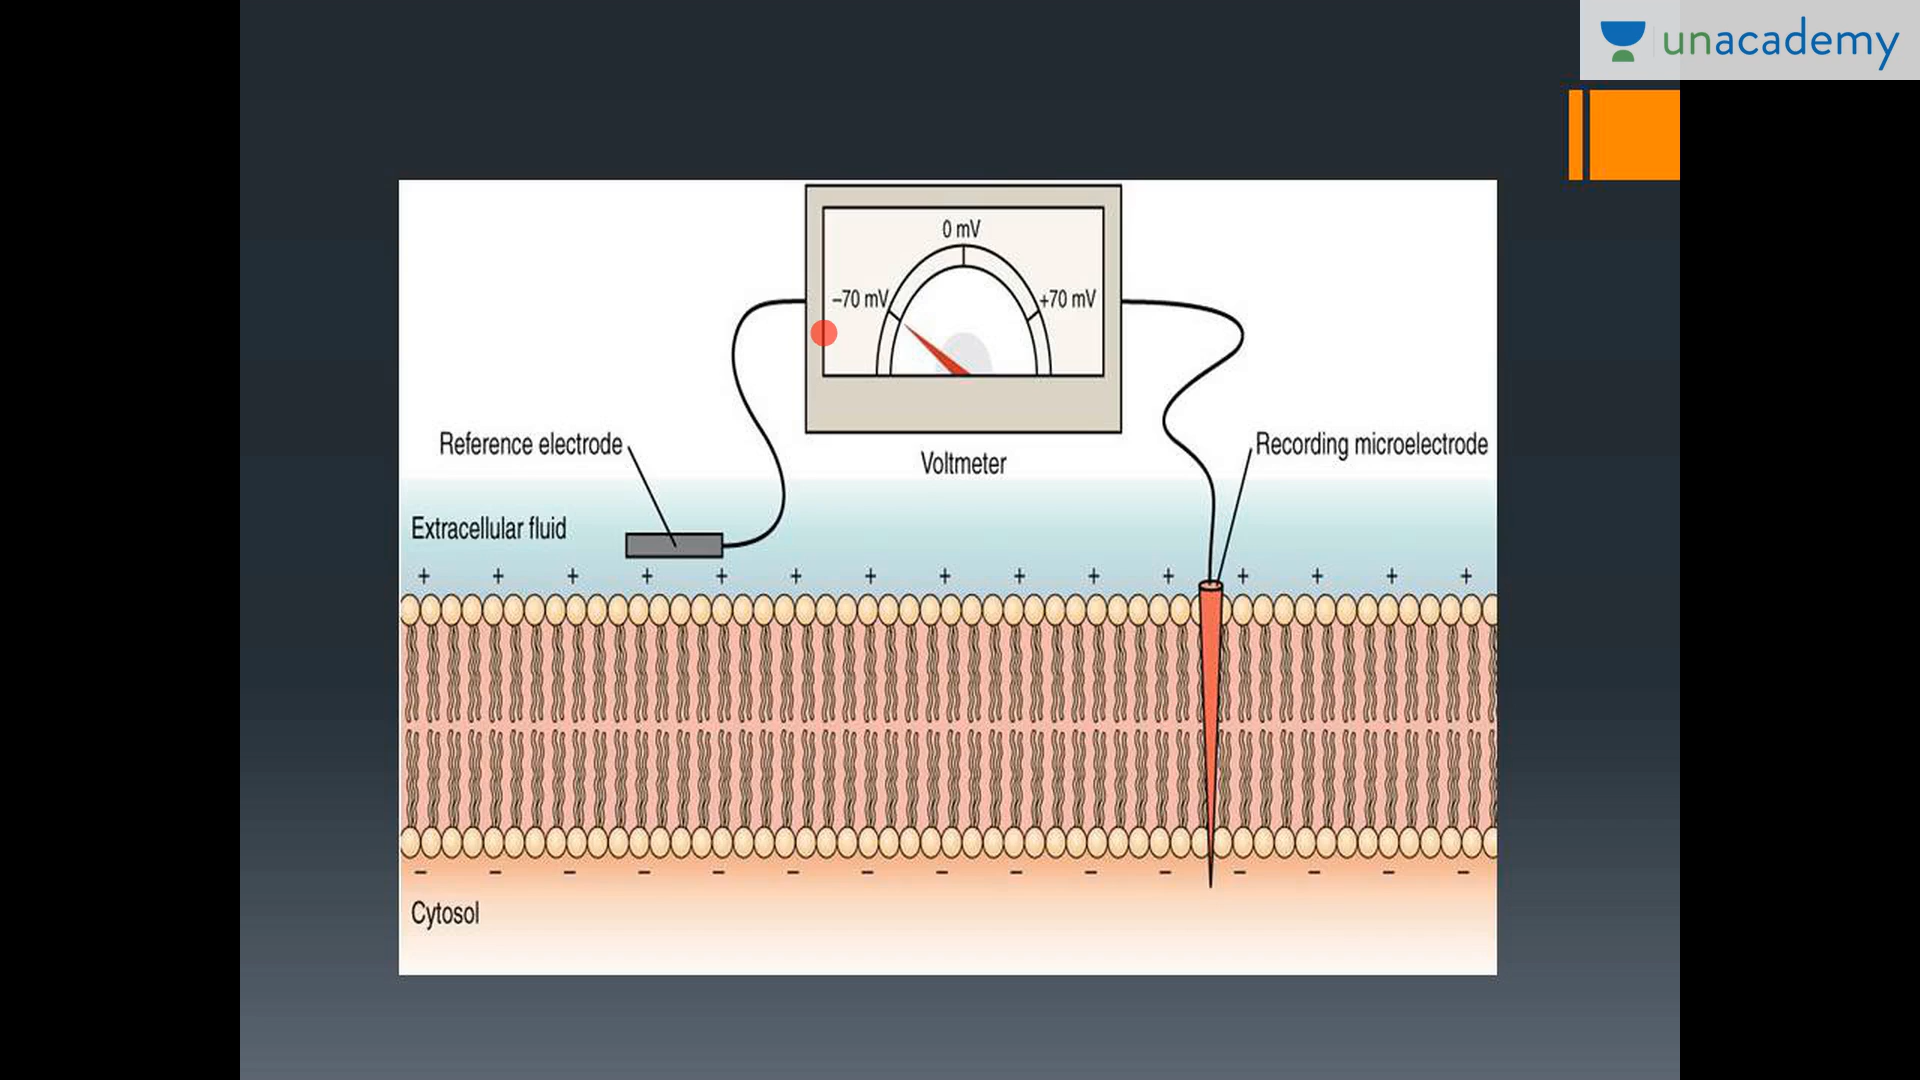 unacademy
0 mV
–70 mV
+70 mV
Reference electrode
Voltmeter
Recording microelectrode
Extracellular fluid
+ + + + + + + + + + + + + + +
– – – – – – – – – – – – – – –
Cytosol